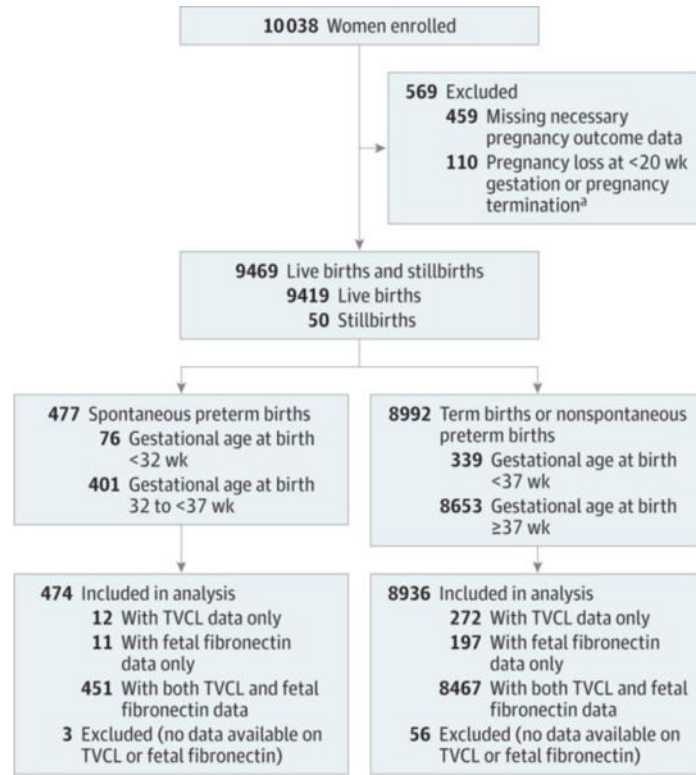 10038 Women enrolled
569 Excluded
459 Missing necessary
pregnancy outcome data
110 Pregnancy loss at <20 wk
gestation or pregnancy
terminationa
9469 Live births and stillbirths
9419 Live births
50 Stillbirths
477 Spontaneous preterm births
76 Gestational age at birth
<32 wk
401 Gestational age at birth
32 to <37 wk
8992 Term births or nonspontaneous
preterm births
339 Gestational age at birth
<37 wk
8653 Gestational age at birth
≥37 wk
474 Included in analysis
12 With TVCL data only
11 With fetal fibronectin
data only
451 With both TVCL and fetal
fibronectin data
3 Excluded (no data available on
TVCL or fetal fibronectin)
8936 Included in analysis
272 With TVCL data only
197 With fetal fibronectin
data only
8467 With both TVCL and fetal
fibronectin data
56 Excluded (no data available on
TVCL or fetal fibronectin)